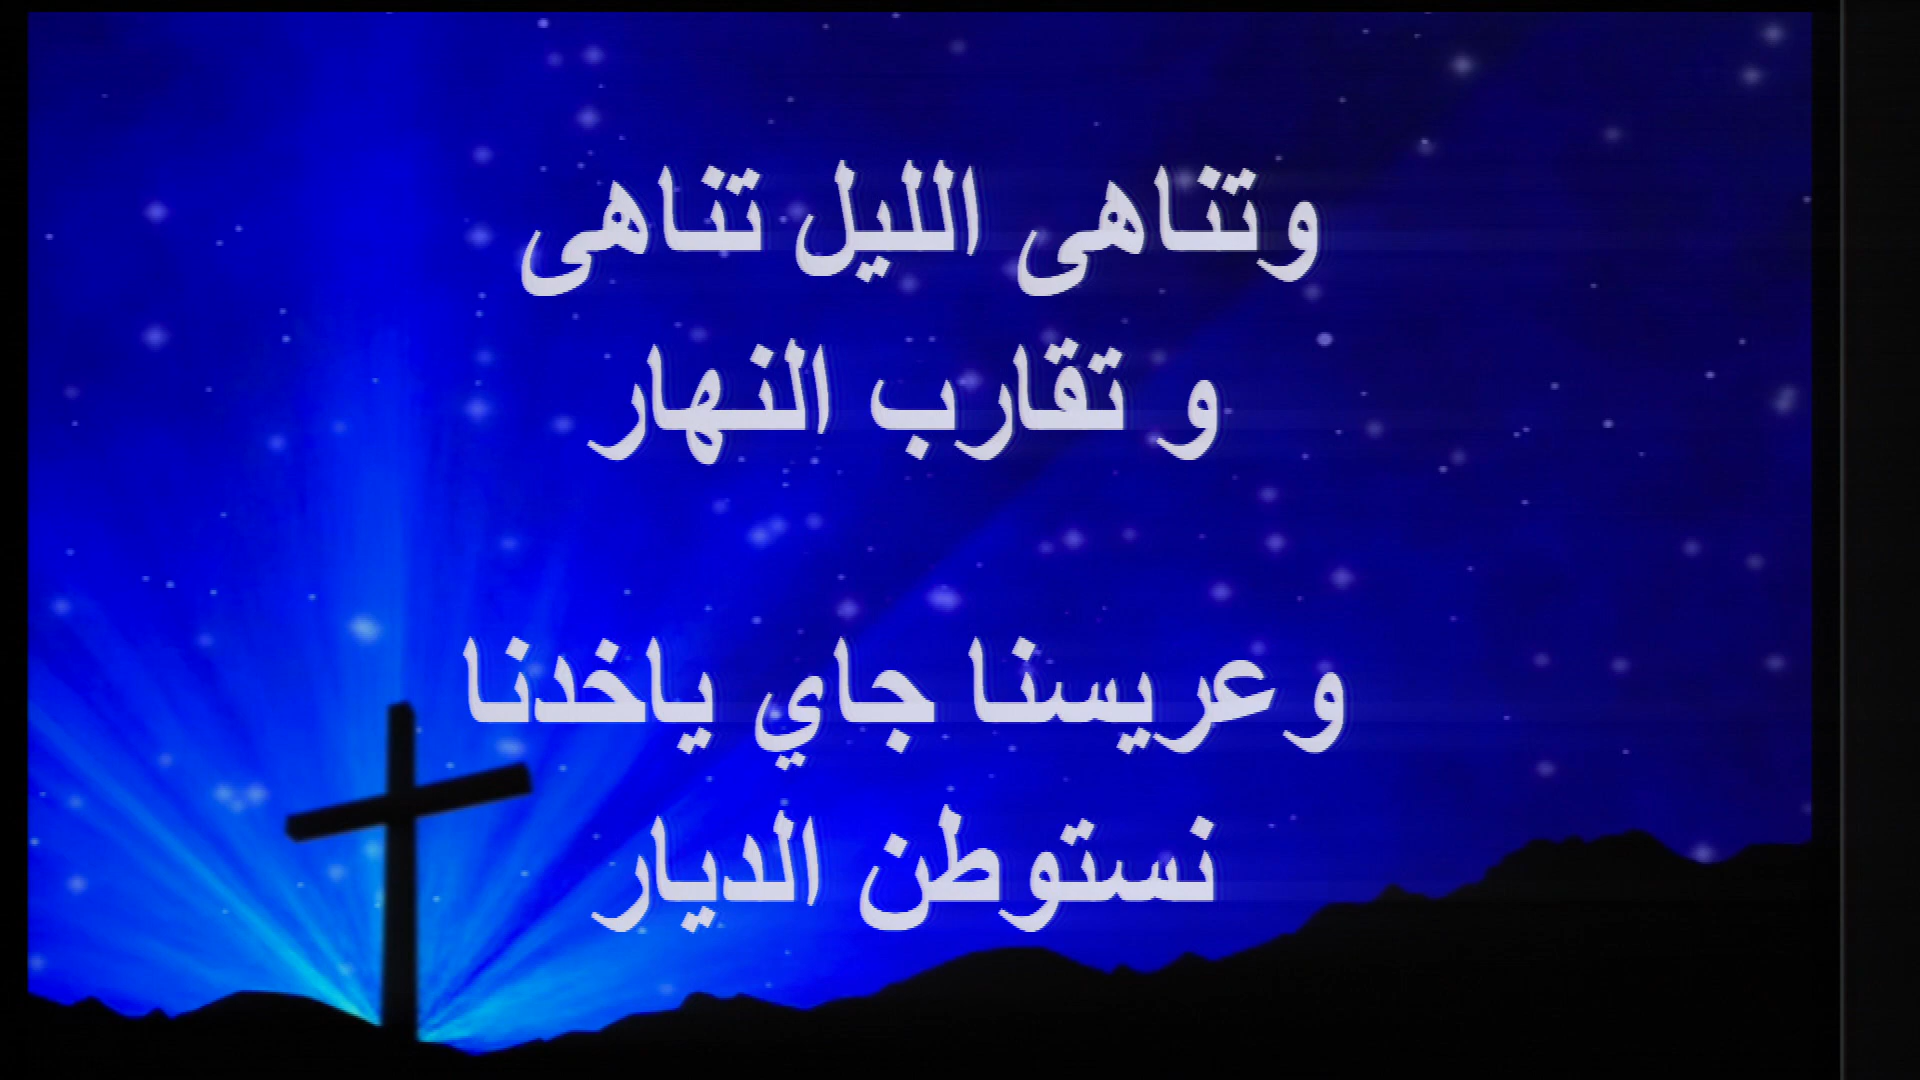 وتناهى الليل تناهى
و تقارب النهار
وعريسنا جاي ياخدنا
نستوطن الديار